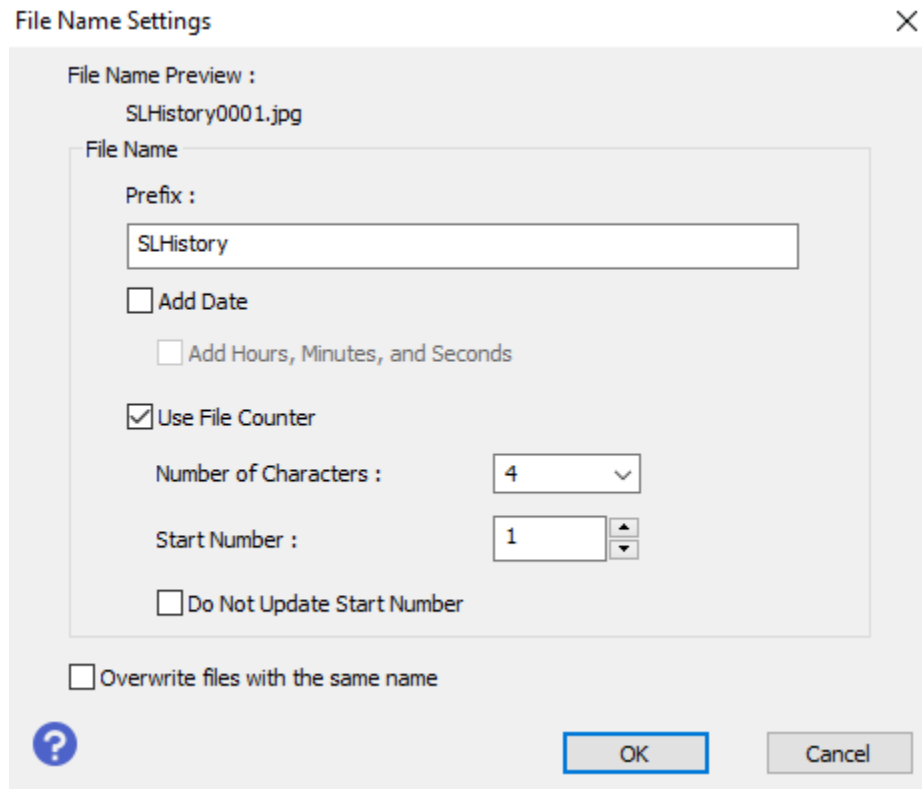 File Name Settings
File Name Preview :
SLHistory0001.jpg
File Name
Prefix :
SLHistory
Add Date
Add Hours, Minutes, and Seconds
Use File Counter
Number of Characters : 4
Start Number : 1
Do Not Update Start Number
Overwrite files with the same name
? OK Cancel